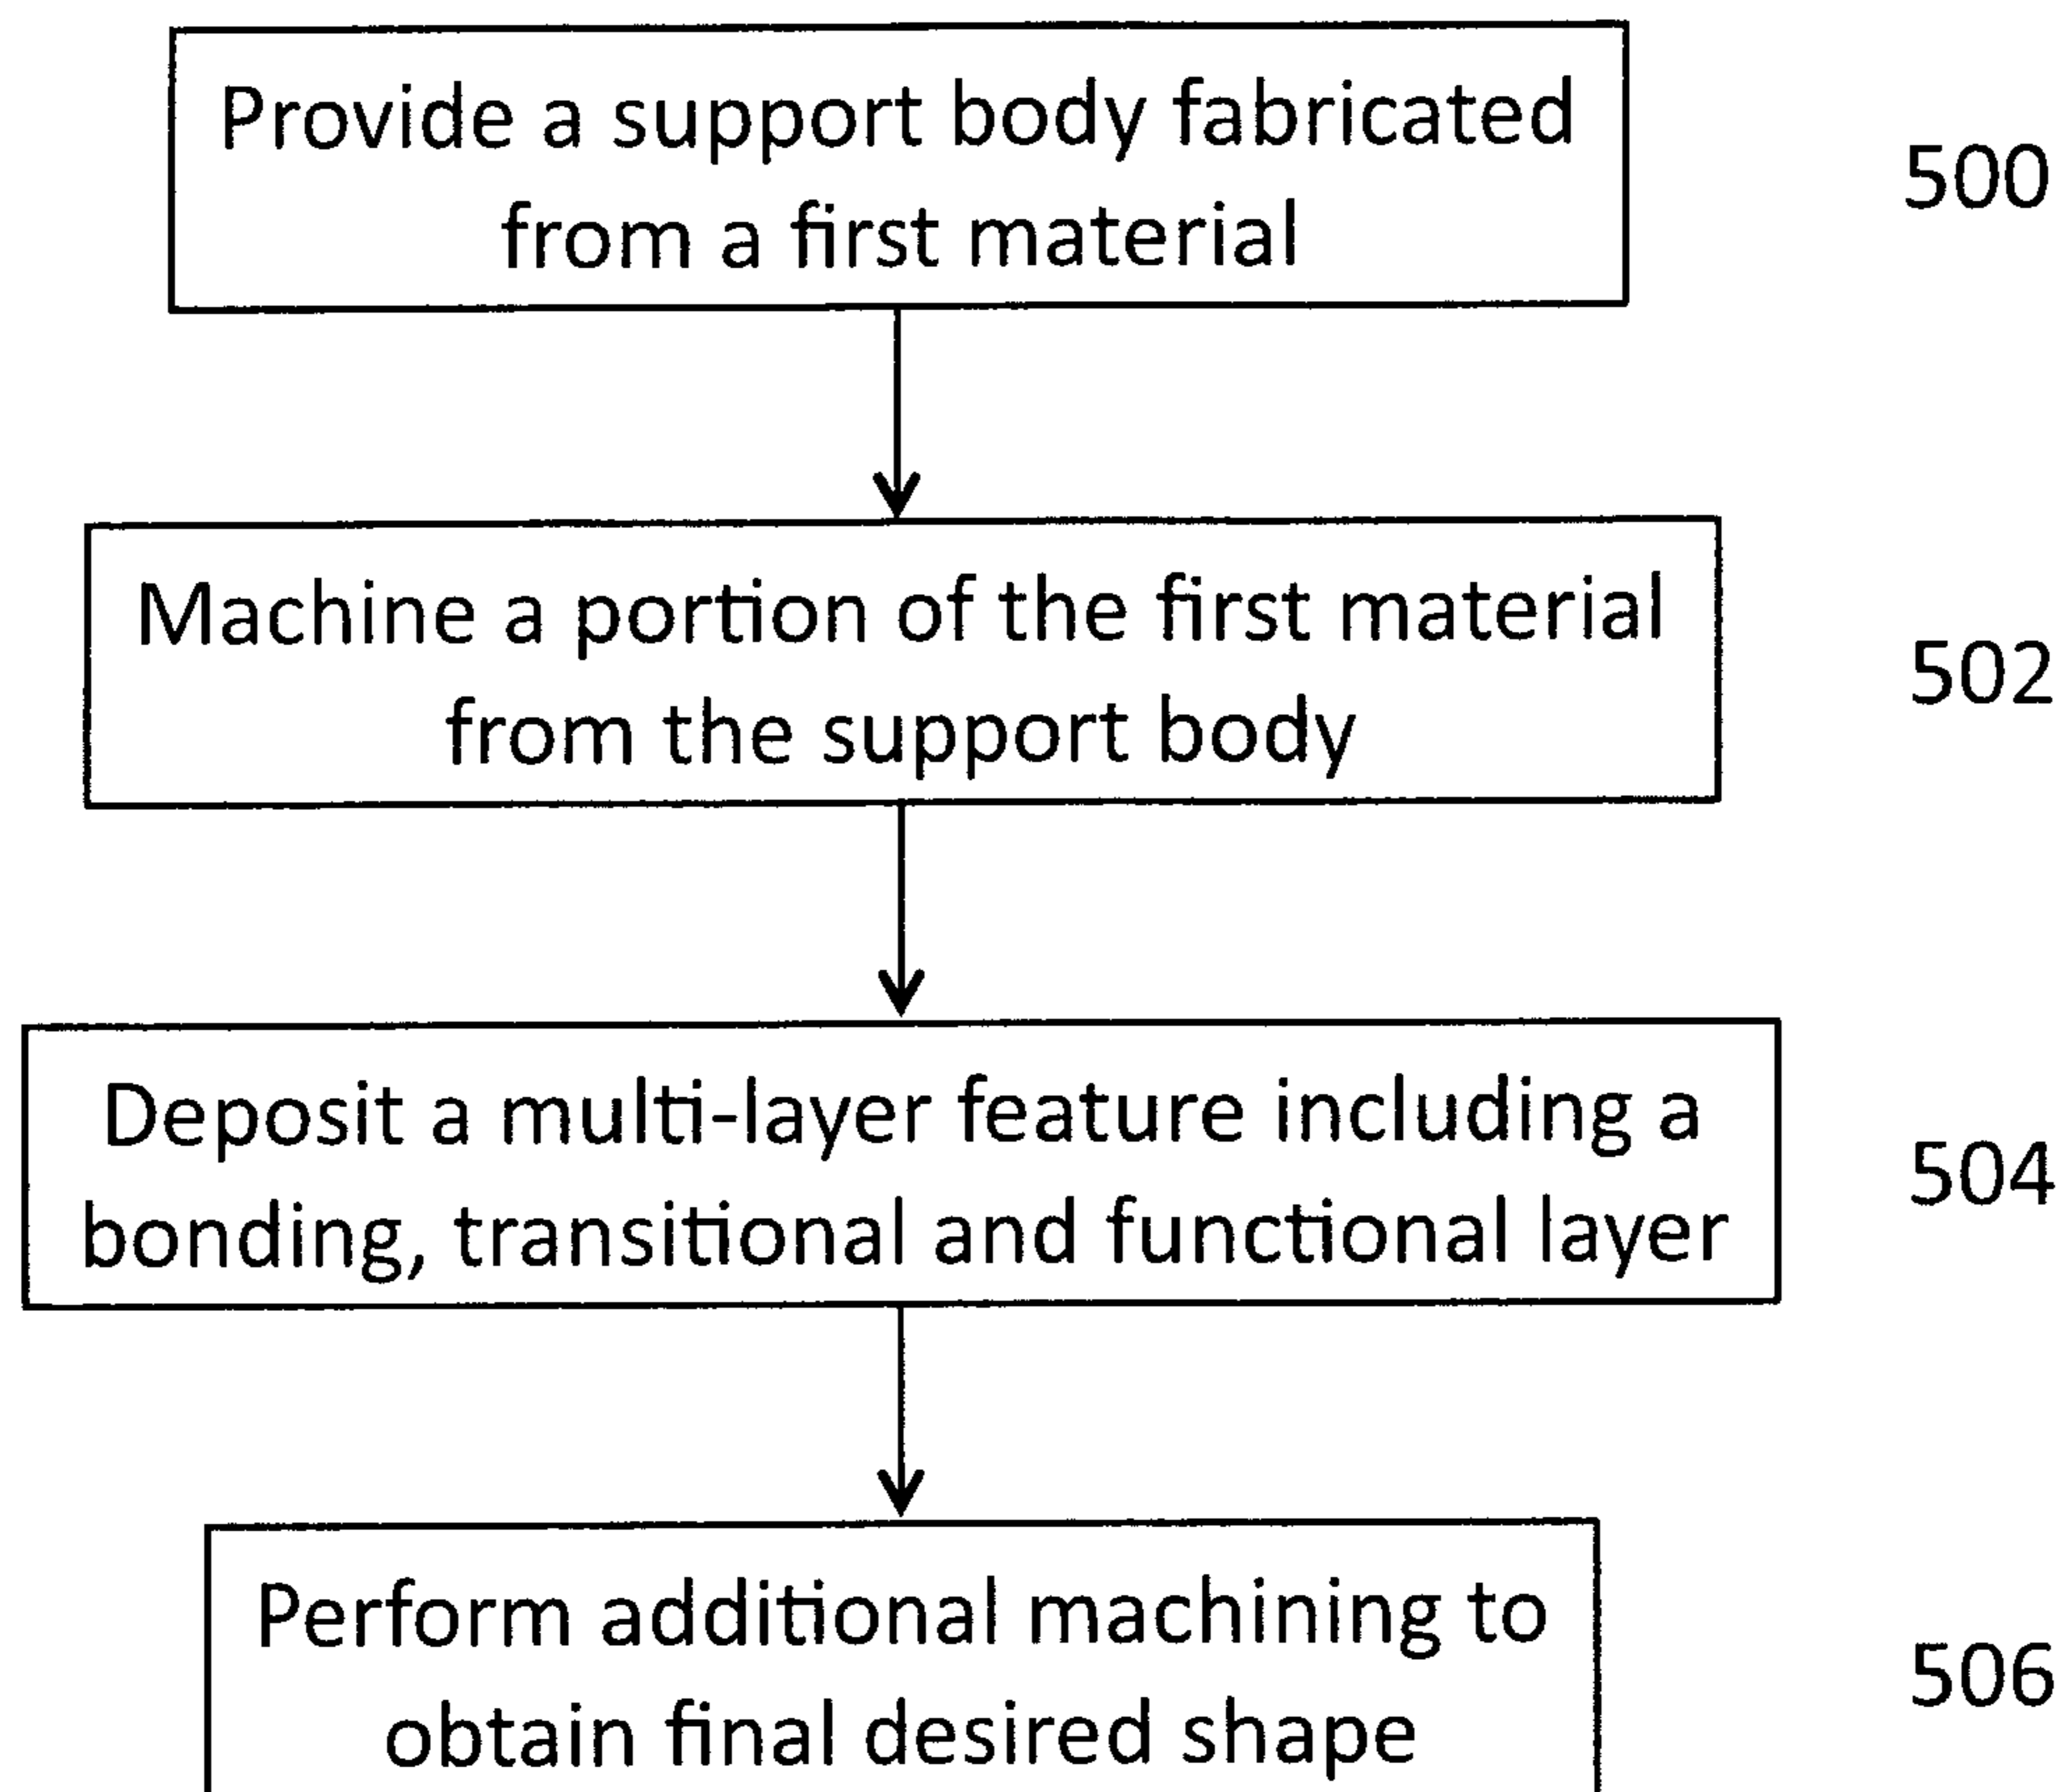 Provide a support body fabricated
from a first material
500
Machine a portion of the first material
from the support body
502
Deposit a multi-layer feature including a
bonding, transitional and functional layer
504
Perform additional machining to
obtain final desired shape
506